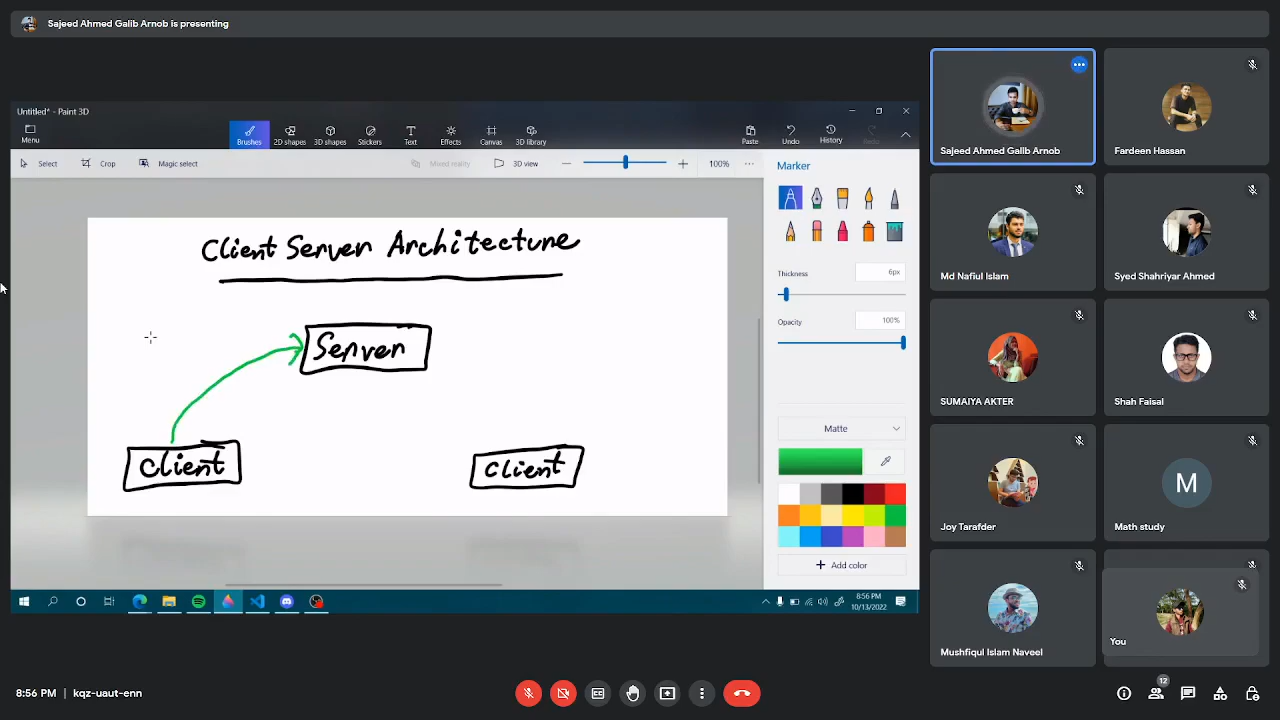 Sajeed Ahmed Galib Arnob is presenting
Untitled* - Paint 3D
Menu
Brushes
2D shapes
3D shapes
Stickers
Text
Effects
Canvas
3D library
Paste
Undo
History
Redo
Select
Crop
Magic select
Mixed reality
3D view
100%
Marker
Thickness
6px
Opacity
100%
Matte
Add color
Client Server Architecture
Server
Client
Client
8:56 PM
10/13/2022
Sajeed Ahmed Galib Arnob
Fardeen Hassan
Md Nafiul Islam
Syed Shahriyar Ahmed
SUMAIYA AKTER
Shah Faisal
Joy Tarafder
M
Math study
Mushfiqul Islam Naveel
You
8:56 PM | kqz-uaut-enn
12